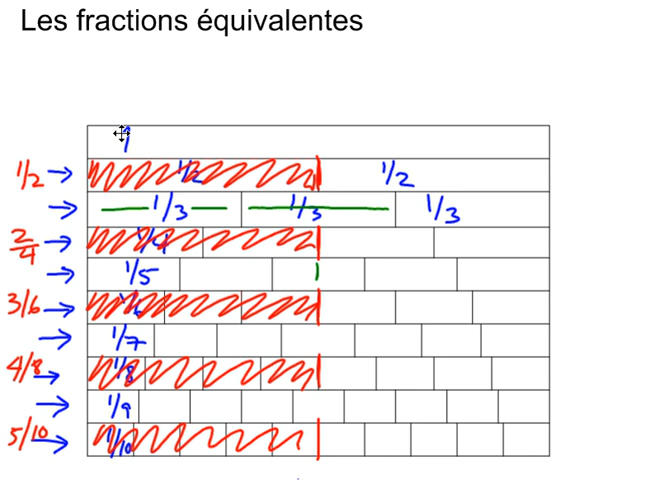 Les fractions équivalentes
1
1/2 → 1/2 1/2
→ 1/3 1/3 1/3
2/4 → 1/4
→ 1/5
3/6 → 1/6
→ 1/7
4/8 → 1/8
→ 1/9
5/10 → 1/10